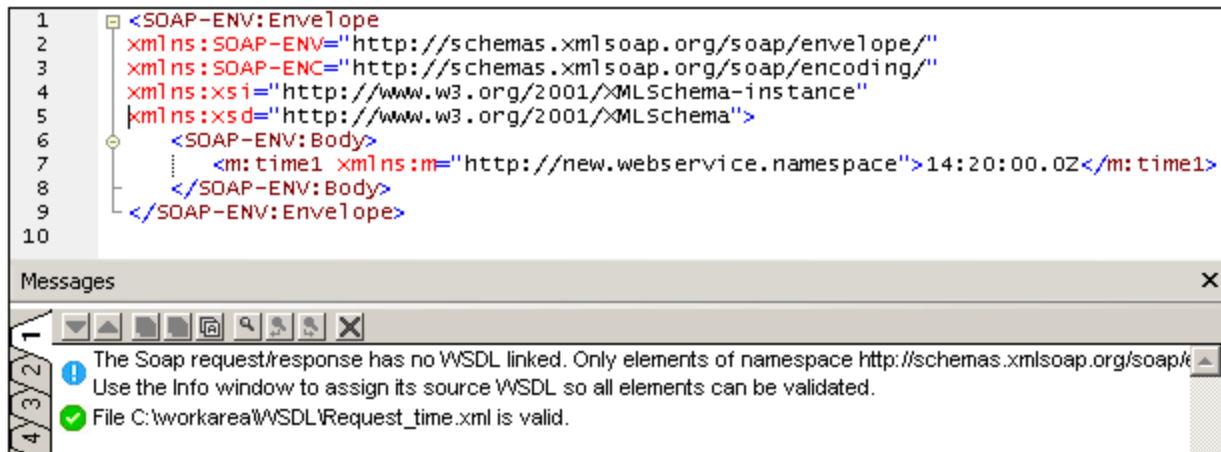 1 <SOAP-ENV:Envelope
2 xmlns:SOAP-ENV="http://schemas.xmlsoap.org/soap/envelope/"
3 xmlns:SOAP-ENC="http://schemas.xmlsoap.org/soap/encoding/"
4 xmlns:xsi="http://www.w3.org/2001/XMLSchema-instance"
5 xmlns:xsd="http://www.w3.org/2001/XMLSchema">
6 <SOAP-ENV:Body>
7 <m:time1 xmlns:m="http://new.webservice.namespace">14:20:00.0Z</m:time1>
8 </SOAP-ENV:Body>
9 </SOAP-ENV:Envelope>
10
Messages
1
The Soap request/response has no WSDL linked. Only elements of namespace http://schemas.xmlsoap.org/soap/
2
Use the Info window to assign its source WSDL so all elements can be validated.
3
File C:\workarea\WSDL\Request_time.xml is valid.
4